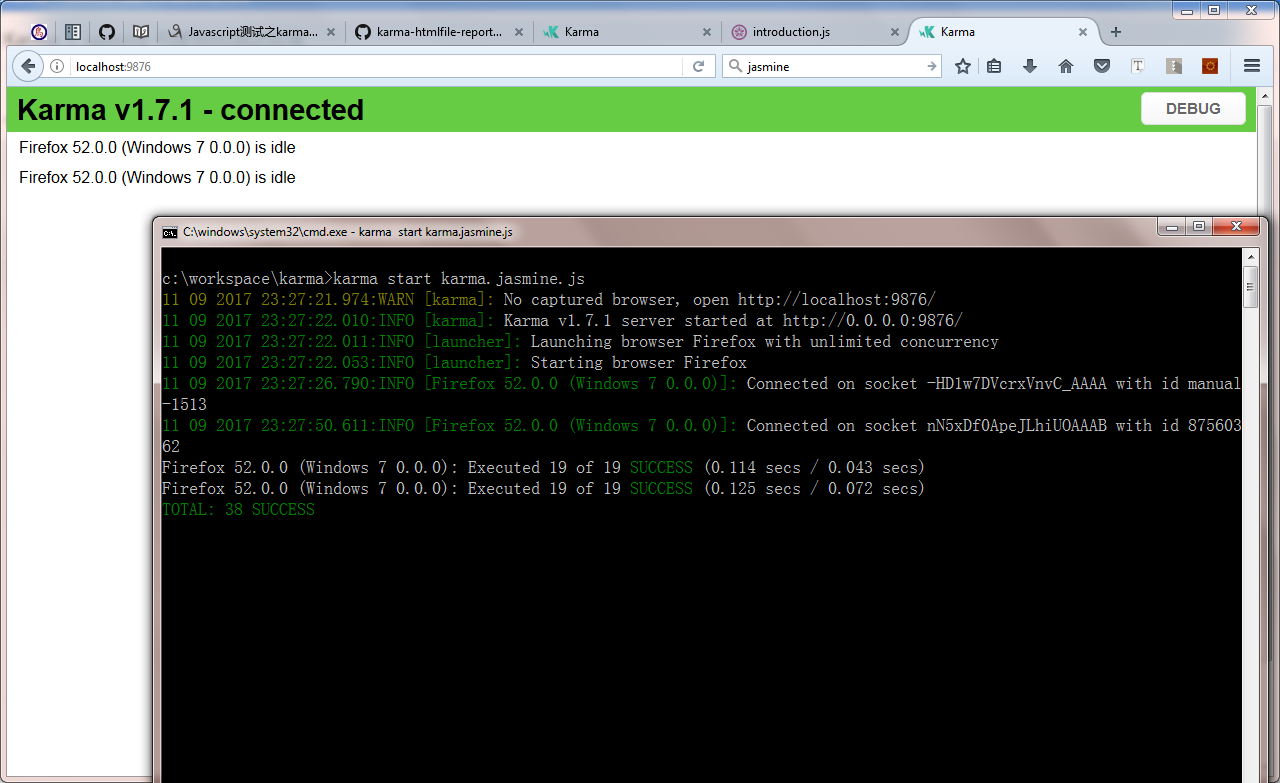 Javascript测试之karma...
karma-htmlfile-report...
Karma
introduction.js
Karma
localhost:9876
jasmine
Karma v1.7.1 - connected
DEBUG
Firefox 52.0.0 (Windows 7 0.0.0) is idle
Firefox 52.0.0 (Windows 7 0.0.0) is idle
C:\windows\system32\cmd.exe - karma  start karma.jasmine.js
c:\workspace\karma>karma start karma.jasmine.js
11 09 2017 23:27:21.974:WARN [karma]: No captured browser, open http://localhost:9876/
11 09 2017 23:27:22.010:INFO [karma]: Karma v1.7.1 server started at http://0.0.0.0:9876/
11 09 2017 23:27:22.011:INFO [launcher]: Launching browser Firefox with unlimited concurrency
11 09 2017 23:27:22.053:INFO [launcher]: Starting browser Firefox
11 09 2017 23:27:26.790:INFO [Firefox 52.0.0 (Windows 7 0.0.0)]: Connected on socket -HD1w7DVcrxVnvC_AAAA with id manual
-1513
11 09 2017 23:27:50.611:INFO [Firefox 52.0.0 (Windows 7 0.0.0)]: Connected on socket nN5xDf0ApeJLhiUOAAAB with id 875603
62
Firefox 52.0.0 (Windows 7 0.0.0): Executed 19 of 19 SUCCESS (0.114 secs / 0.043 secs)
Firefox 52.0.0 (Windows 7 0.0.0): Executed 19 of 19 SUCCESS (0.125 secs / 0.072 secs)
TOTAL: 38 SUCCESS